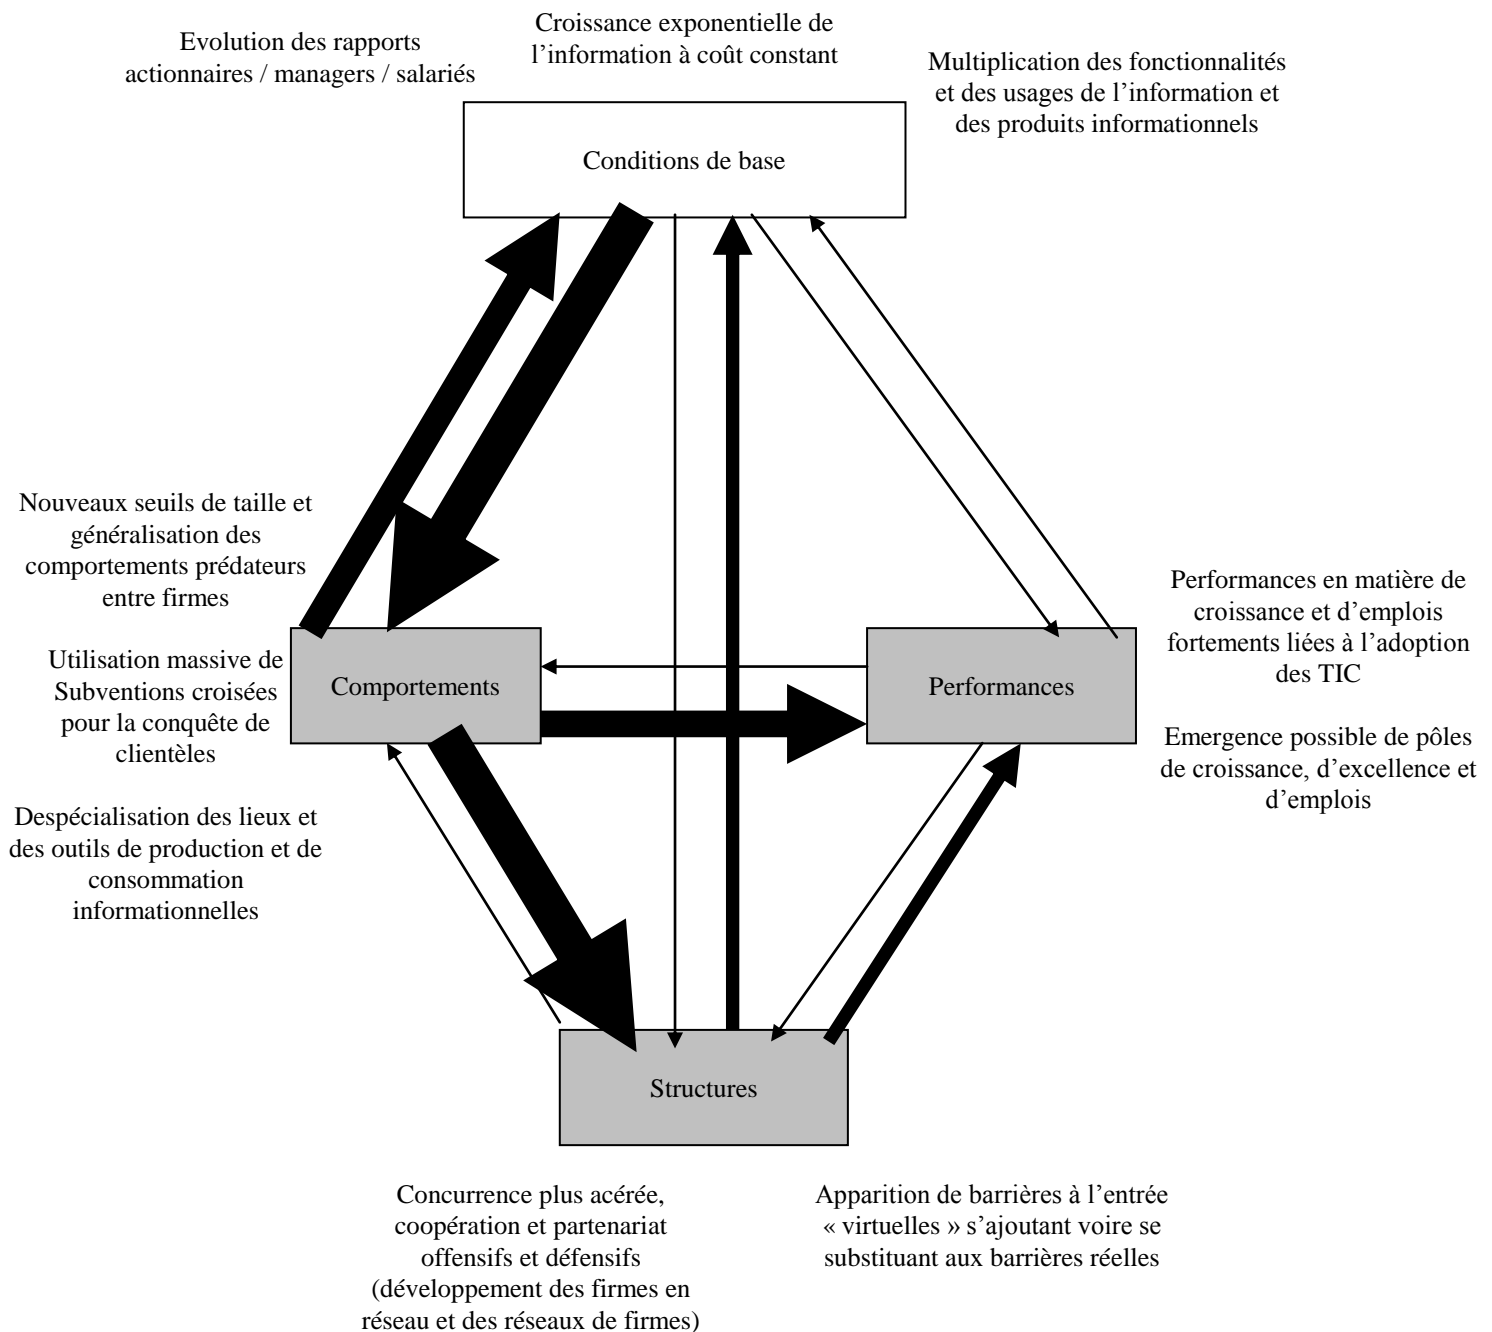 Evolution des rapports
actionnaires / managers / salariés
Croissance exponentielle de
l’information à coût constant
Multiplication des fonctionnalités
et des usages de l’information et
des produits informationnels
Conditions de base
Nouveaux seuils de taille et
généralisation des
comportements prédateurs
entre firmes
Utilisation massive de
Subventions croisées
pour la conquête de
clientèles
Despécialisation des lieux et
des outils de production et de
consommation
informationnelles
Comportements
Performances
Performances en matière de
croissance et d’emplois
fortements liées à l’adoption
des TIC
Emergence possible de pôles
de croissance, d’excellence et
d’emplois
Structures
Concurrence plus acérée,
coopération et partenariat
offensifs et défensifs
(développement des firmes en
réseau et des réseaux de firmes)
Apparition de barrières à l’entrée
« virtuelles » s’ajoutant voire se
substituant aux barrières réelles